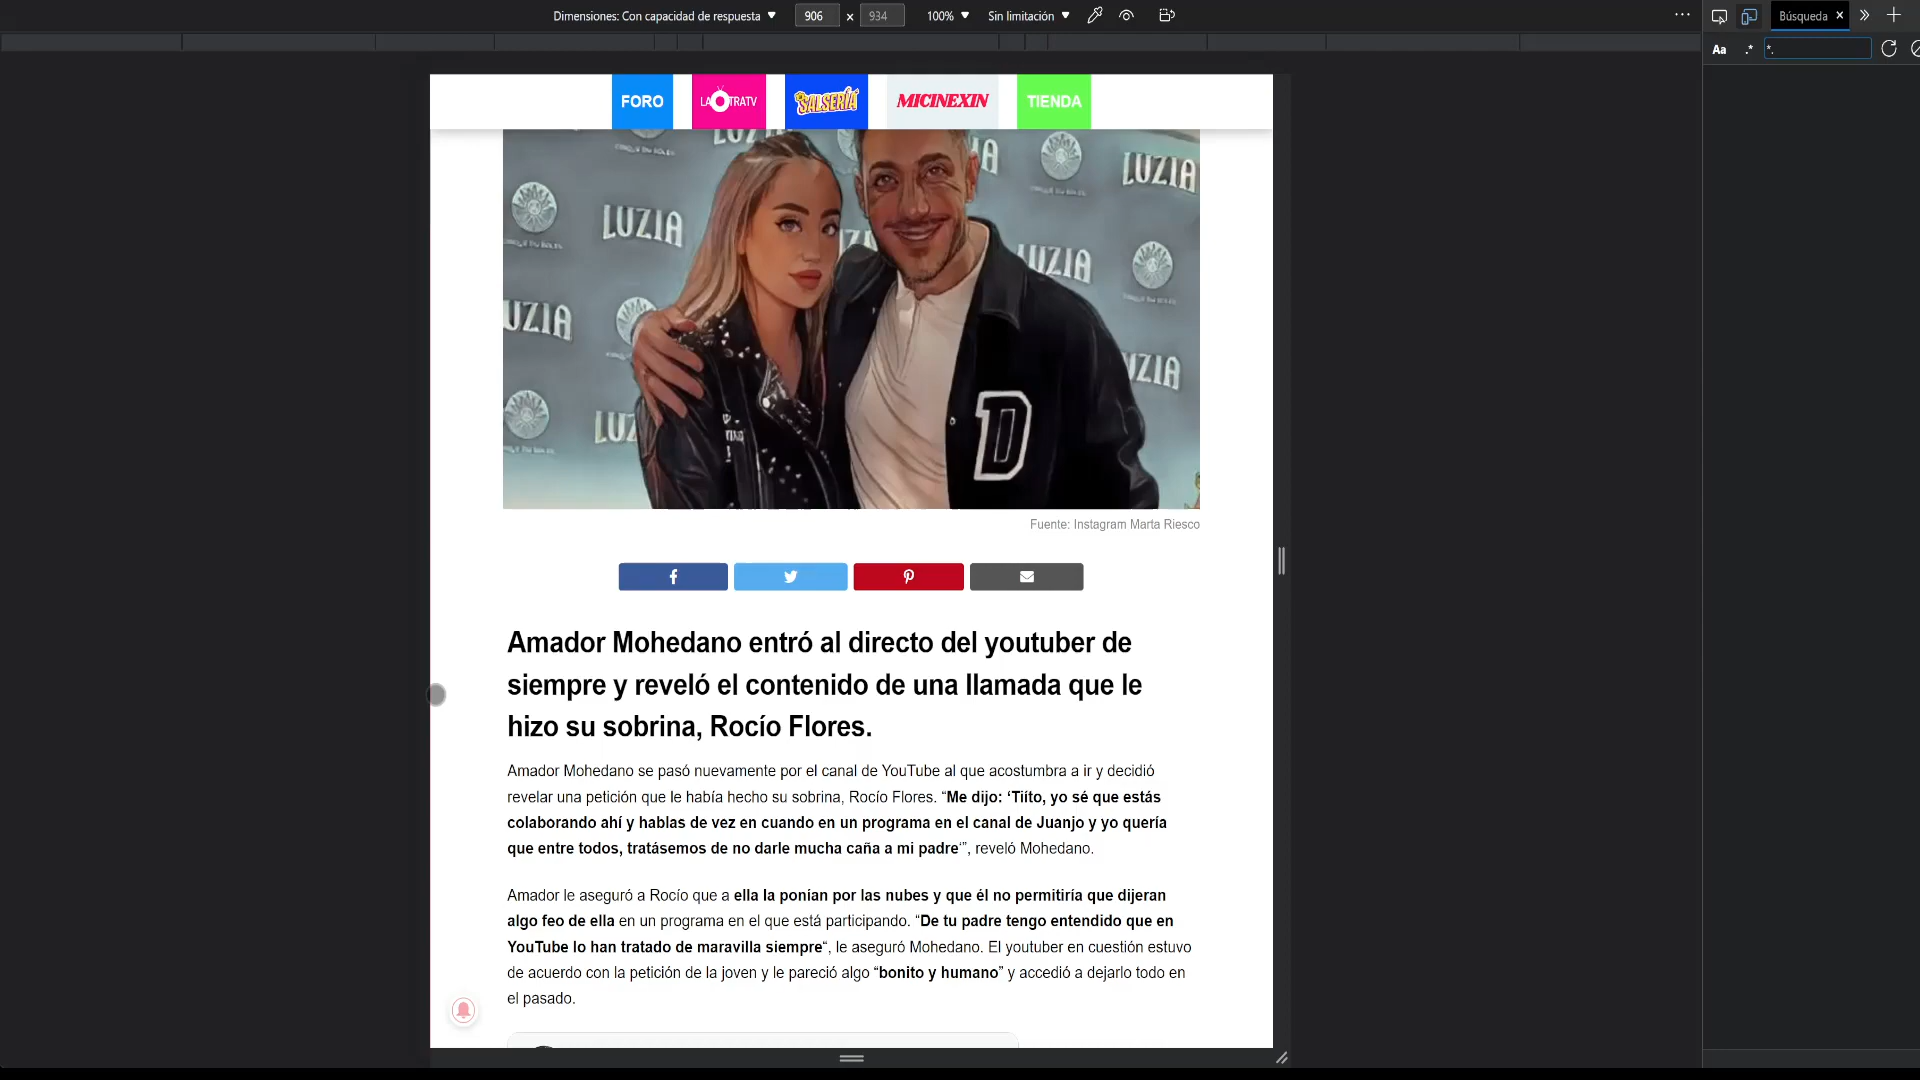 Dimensiones: Con capacidad de respuesta 906 x 934 100% Sin limitación
Búsqueda
Aa .* *.
FORO LA OTRATV SALSERÍA MICINEXIN TIENDA
LUZIA
LUZIA
LUZIA
LUZIA
UZIA
UZIA
Fuente: Instagram Marta Riesco
Amador Mohedano entró al directo del youtuber de
siempre y reveló el contenido de una llamada que le
hizo su sobrina, Rocío Flores.
Amador Mohedano se pasó nuevamente por el canal de YouTube al que acostumbra a ir y decidió
revelar una petición que le había hecho su sobrina, Rocío Flores. “Me dijo: ‘Tiíto, yo sé que estás
colaborando ahí y hablas de vez en cuando en un programa en el canal de Juanjo y yo quería
que entre todos, tratásemos de no darle mucha caña a mi padre‘”, reveló Mohedano.
Amador le aseguró a Rocío que a ella la ponían por las nubes y que él no permitiría que dijeran
algo feo de ella en un programa en el que está participando. “De tu padre tengo entendido que en
YouTube lo han tratado de maravilla siempre“, le aseguró Mohedano. El youtuber en cuestión estuvo
de acuerdo con la petición de la joven y le pareció algo “bonito y humano” y accedió a dejarlo todo en
el pasado.